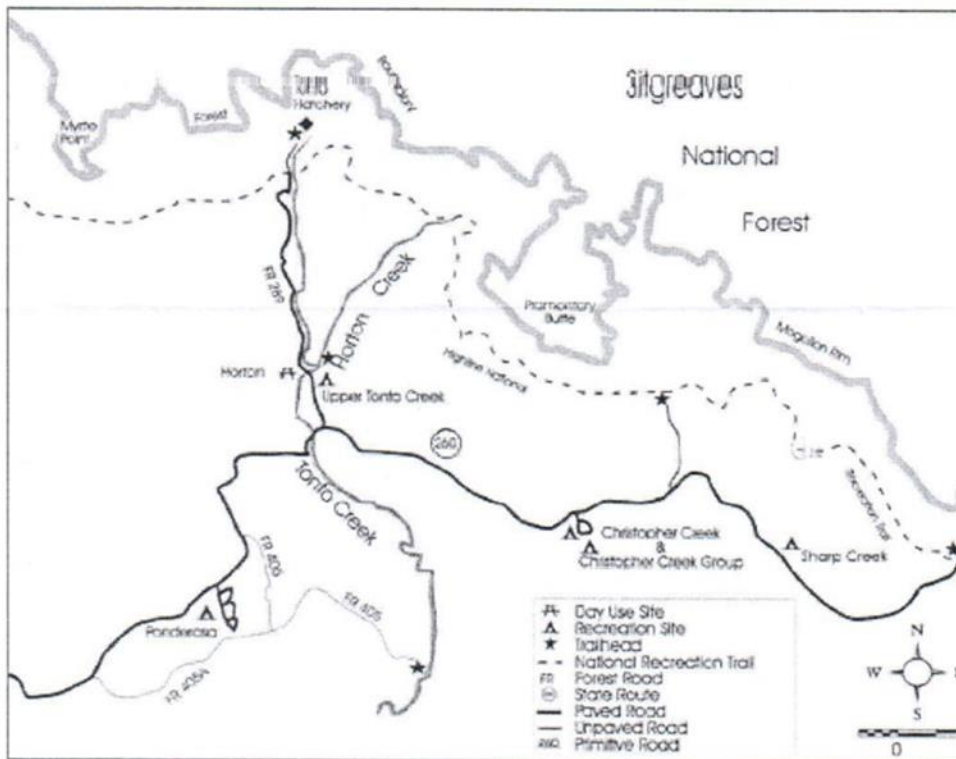 Hatchery
Boundary
Sitgreaves
National
Forest
Myrtle
Point
Forest
FR 289
Horton
Creek
Promontory
Butte
Mogollon Rim
Highline National
Horton
Upper Tonto Creek
260
Recreation Trail
Tonto Creek
Christopher Creek
&
Christopher Creek Group
Sharp Creek
FR 405
FR 405
Ponderosa
FR 405A
Day Use Site
Recreation Site
Trailhead
National Recreation Trail
FR Forest Road
State Route
Paved Road
Unpaved Road
260 Primitive Road
N
W
S
0